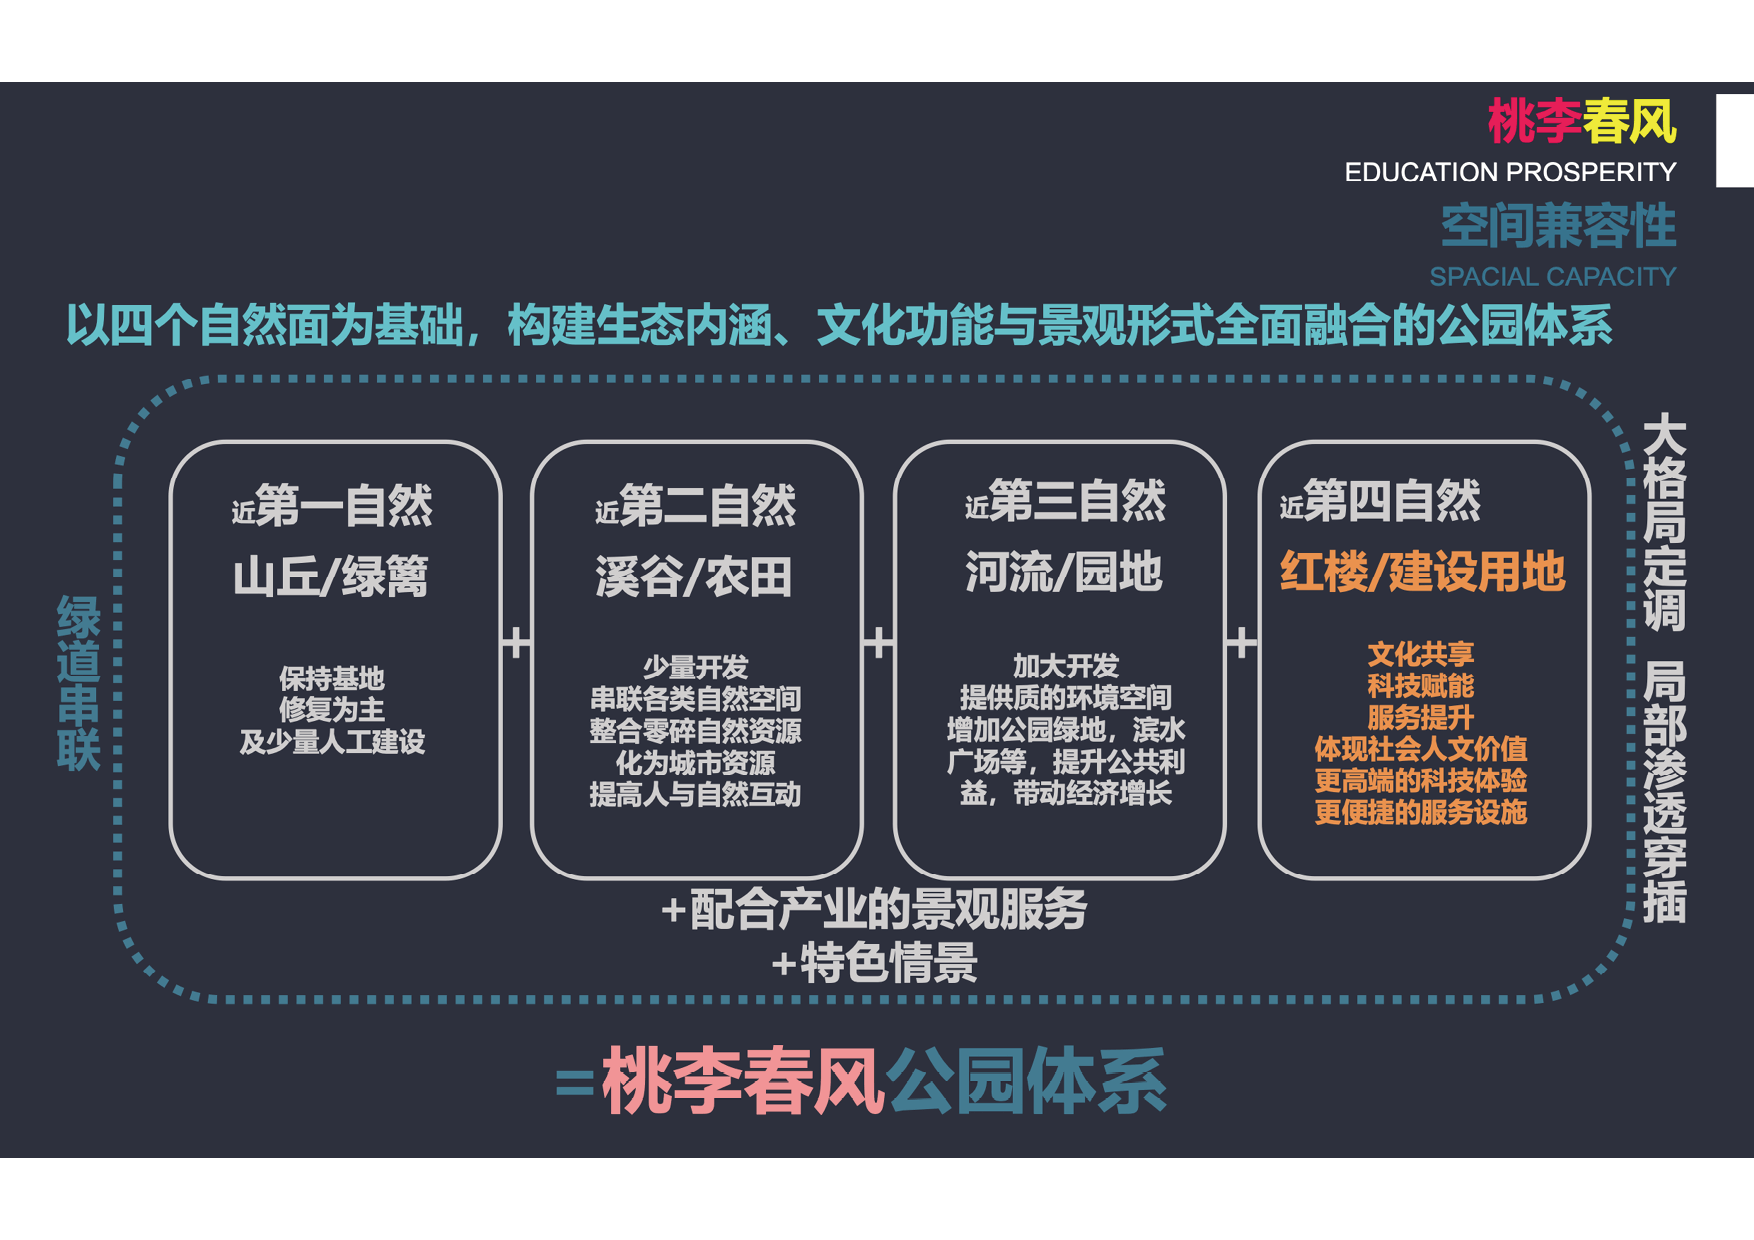 桃李春风
EDUCATION PROSPERITY
空间兼容性
SPACIAL CAPACITY
以四个自然面为基础，构建生态内涵、文化功能与景观形式全面融合的公园体系
绿道串联
近第一自然
山丘/绿篱
保持基地
修复为主
及少量人工建设
+
近第二自然
溪谷/农田
少量开发
串联各类自然空间
整合零碎自然资源
化为城市资源
提高人与自然互动
+
近第三自然
河流/园地
加大开发
提供质的环境空间
增加公园绿地，滨水
广场等，提升公共利
益，带动经济增长
+
近第四自然
红楼/建设用地
文化共享
科技赋能
服务提升
体现社会人文价值
更高端的科技体验
更便捷的服务设施
大格局定调 局部渗透穿插
+配合产业的景观服务
+特色情景
=桃李春风公园体系